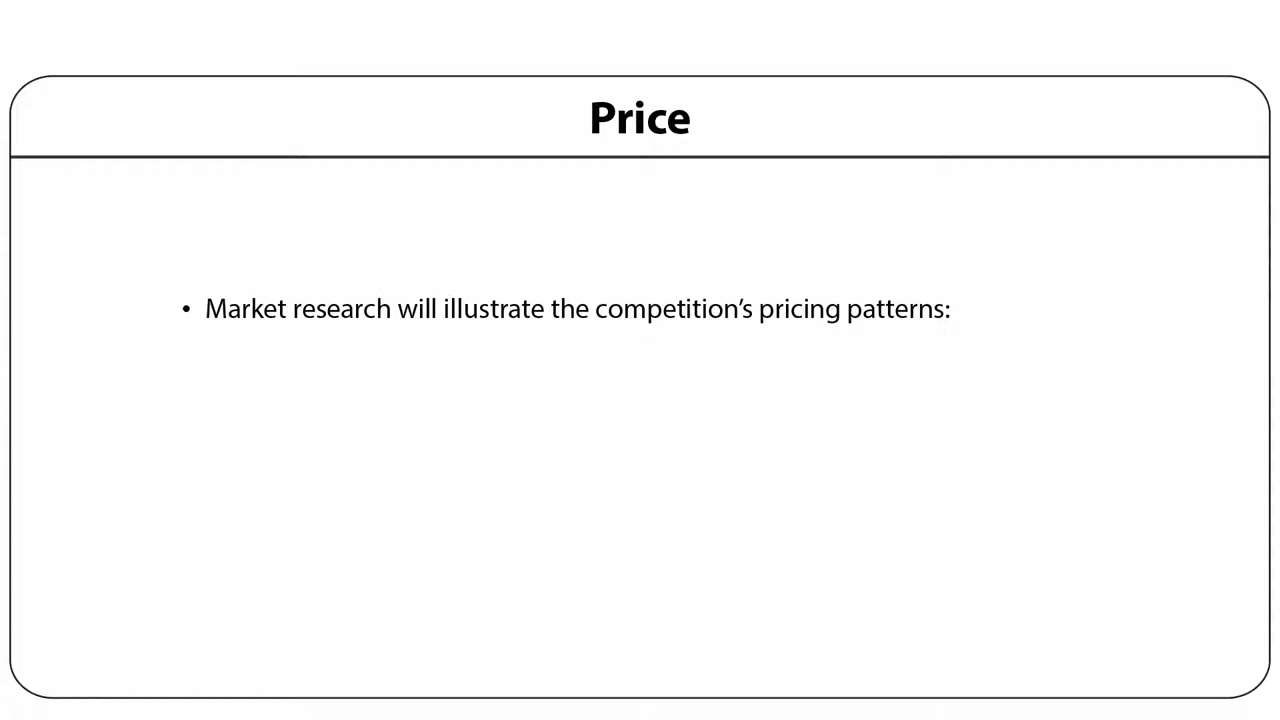 Price
• Market research will illustrate the competition’s pricing patterns: